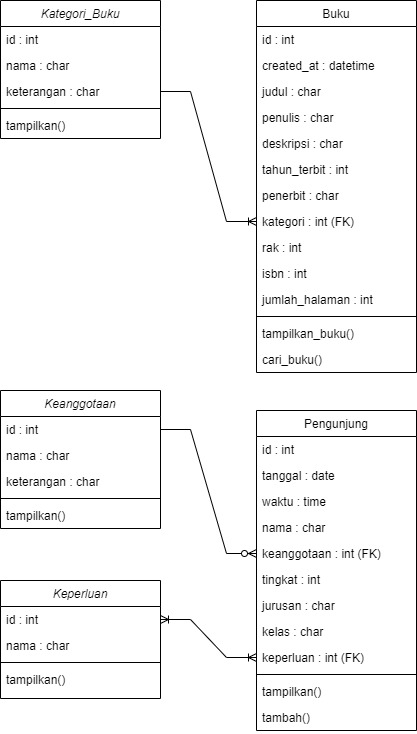 Kategori_Buku
id : int
nama : char
keterangan : char
tampilkan()
Buku
id : int
created_at : datetime
judul : char
penulis : char
deskripsi : char
tahun_terbit : int
penerbit : char
kategori : int (FK)
rak : int
isbn : int
jumlah_halaman : int
tampilkan_buku()
cari_buku()
Keanggotaan
id : int
nama : char
keterangan : char
tampilkan()
Pengunjung
id : int
tanggal : date
waktu : time
nama : char
keanggotaan : int (FK)
tingkat : int
jurusan : char
kelas : char
keperluan : int (FK)
tampilkan()
tambah()
Keperluan
id : int
nama : char
tampilkan()